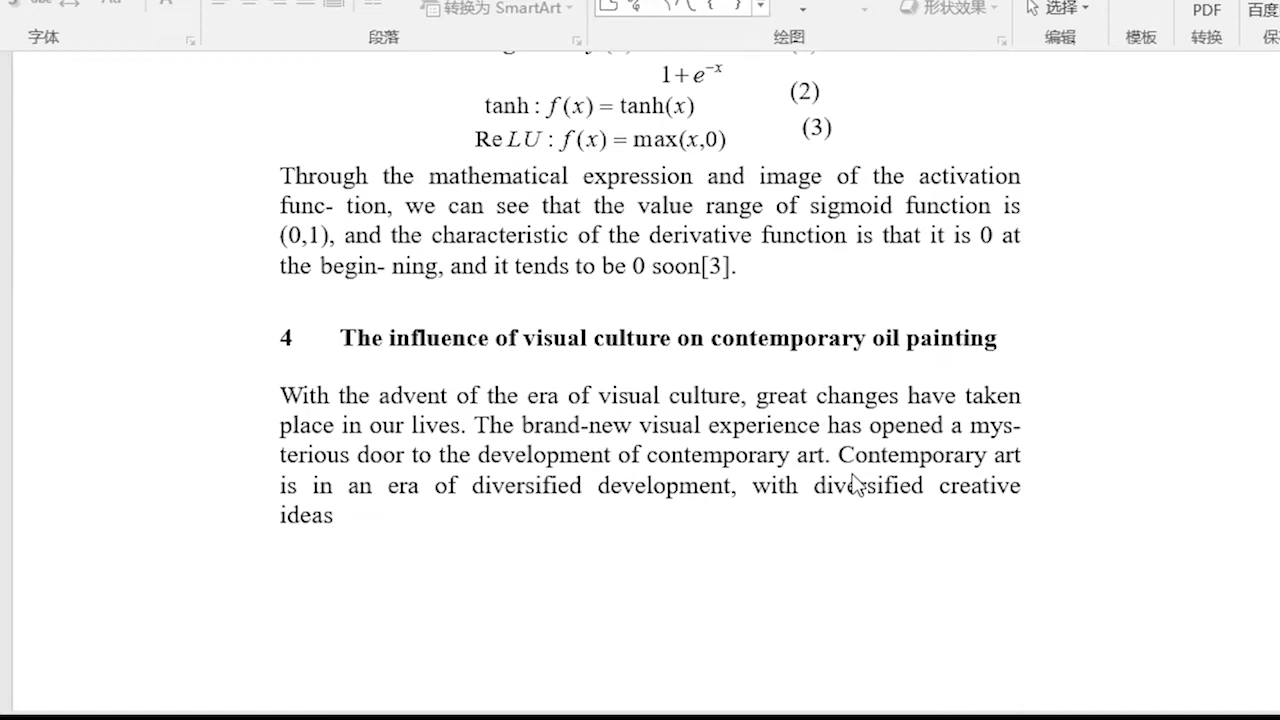 转换为 SmartArt
形状效果
选择
PDF
百度
字体
段落
绘图
编辑
模板
转换
1+e^{-x}
(2)
tanh : f(x) = tanh(x)
(3)
Re LU : f(x) = max(x,0)
Through the mathematical expression and image of the activation
func- tion, we can see that the value range of sigmoid function is
(0,1), and the characteristic of the derivative function is that it is 0 at
the begin- ning, and it tends to be 0 soon[3].
4 The influence of visual culture on contemporary oil painting
With the advent of the era of visual culture, great changes have taken
place in our lives. The brand-new visual experience has opened a mys-
terious door to the development of contemporary art. Contemporary art
is in an era of diversified development, with diversified creative
ideas